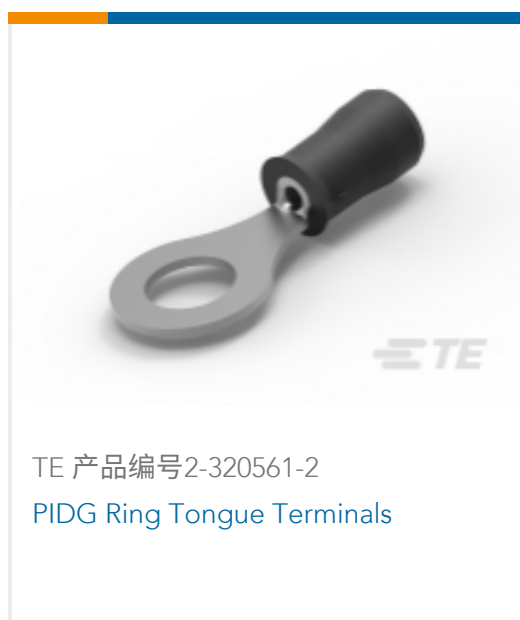 TE
TE 产品编号2-320561-2
PIDG Ring Tongue Terminals